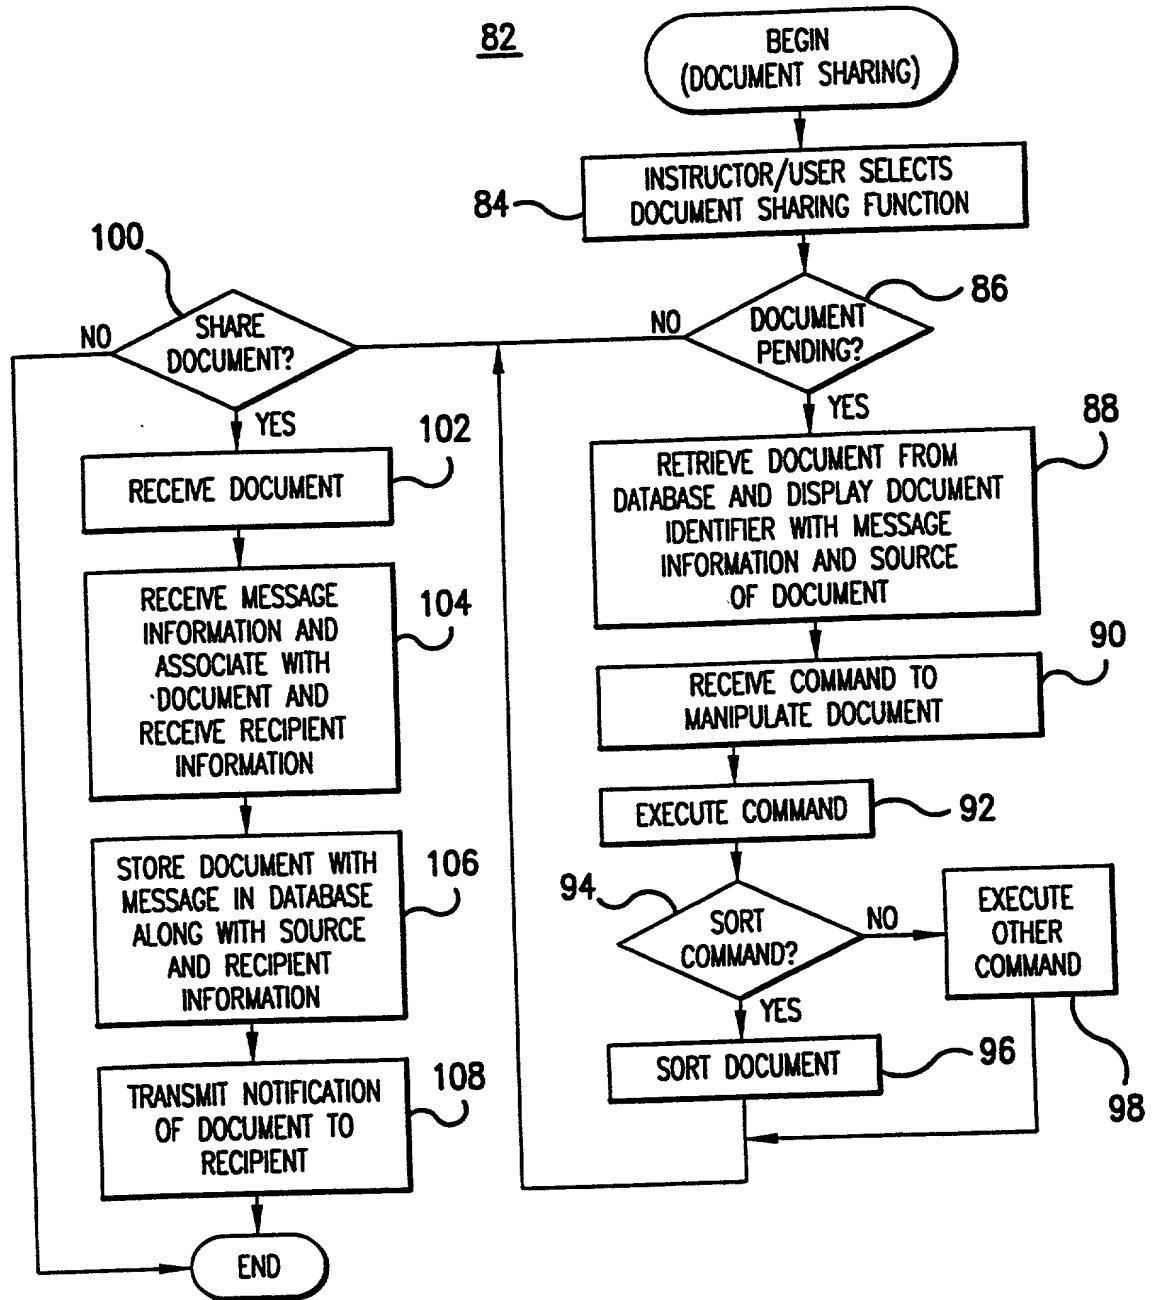 82
BEGIN
(DOCUMENT SHARING)
84
INSTRUCTOR/USER SELECTS
DOCUMENT SHARING FUNCTION
86
DOCUMENT
PENDING?
NO
YES
88
RETRIEVE DOCUMENT FROM
DATABASE AND DISPLAY DOCUMENT
IDENTIFIER WITH MESSAGE
INFORMATION AND SOURCE
OF DOCUMENT
90
RECEIVE COMMAND TO
MANIPULATE DOCUMENT
EXECUTE COMMAND
92
94
SORT
COMMAND?
NO
EXECUTE
OTHER
COMMAND
98
YES
SORT DOCUMENT
96
100
SHARE
DOCUMENT?
NO
YES
102
RECEIVE DOCUMENT
104
RECEIVE MESSAGE
INFORMATION AND
ASSOCIATE WITH
DOCUMENT AND
RECEIVE RECIPIENT
INFORMATION
106
STORE DOCUMENT WITH
MESSAGE IN DATABASE
ALONG WITH SOURCE
AND RECIPIENT
INFORMATION
108
TRANSMIT NOTIFICATION
OF DOCUMENT TO
RECIPIENT
END